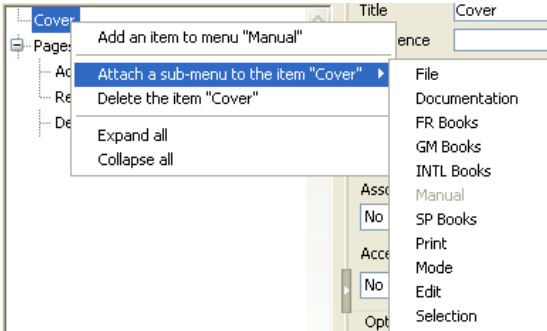 Cover
Title
Cover
Add an item to menu "Manual"
Pages
Attach a sub-menu to the item "Cover"
File
Delete the item "Cover"
Documentation
FR Books
Expand all
GM Books
Collapse all
INTL Books
Manual
No
SP Books
Print
Mode
No
Edit
Selection